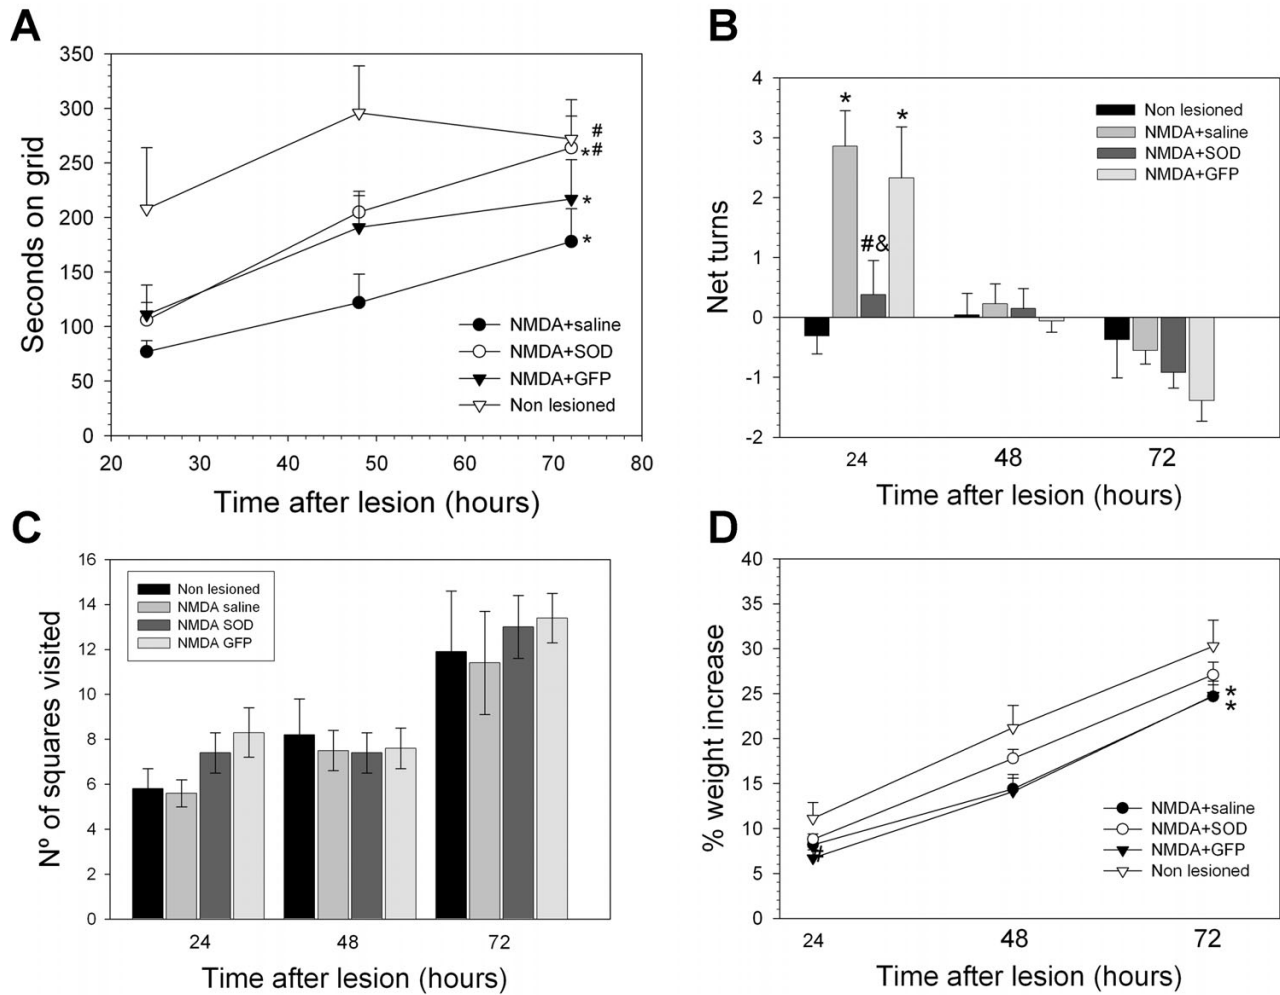 A
350
300
250
200
150
100
50
0
Seconds on grid
#
*#
*
*
NMDA+saline
NMDA+SOD
NMDA+GFP
Non lesioned
20 30 40 50 60 70 80
Time after lesion (hours)
B
4
3
2
1
0
-1
-2
Net turns
*
*
#&
Non lesioned
NMDA+saline
NMDA+SOD
NMDA+GFP
24 48 72
Time after lesion (hours)
C
16
14
12
10
8
6
4
2
0
Nº of squares visited
Non lesioned
NMDA saline
NMDA SOD
NMDA GFP
24 48 72
Time after lesion (hours)
D
40
35
30
25
20
15
10
5
0
% weight increase
*
*
#
NMDA+saline
NMDA+SOD
NMDA+GFP
Non lesioned
24 48 72
Time after lesion (hours)